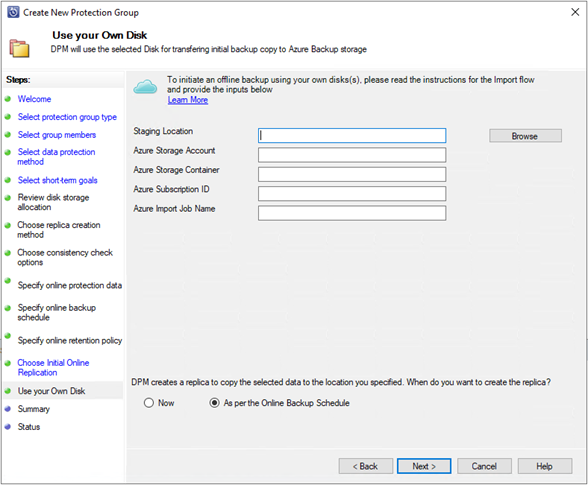 Create New Protection Group
Use your Own Disk
DPM will use the selected Disk for transfering initial backup copy to Azure Backup storage
Steps:
Welcome
Select protection group type
Select group members
Select data protection
method
Select short-term goals
Review disk storage
allocation
Choose replica creation
method
Choose consistency check
options
Specify online protection data
Specify online backup
schedule
Specify online retention policy
Choose Initial Online
Replication
Use your Own Disk
Summary
Status
To initiate an offline backup using your own disks(s), please read the instructions for the Import flow
and provide the inputs below
Learn More
Staging Location
Browse
Azure Storage Account
Azure Storage Container
Azure Subscription ID
Azure Import Job Name
DPM creates a replica to copy the selected data to the location you specified. When do you want to create the replica?
Now
As per the Online Backup Schedule
< Back
Next >
Cancel
Help